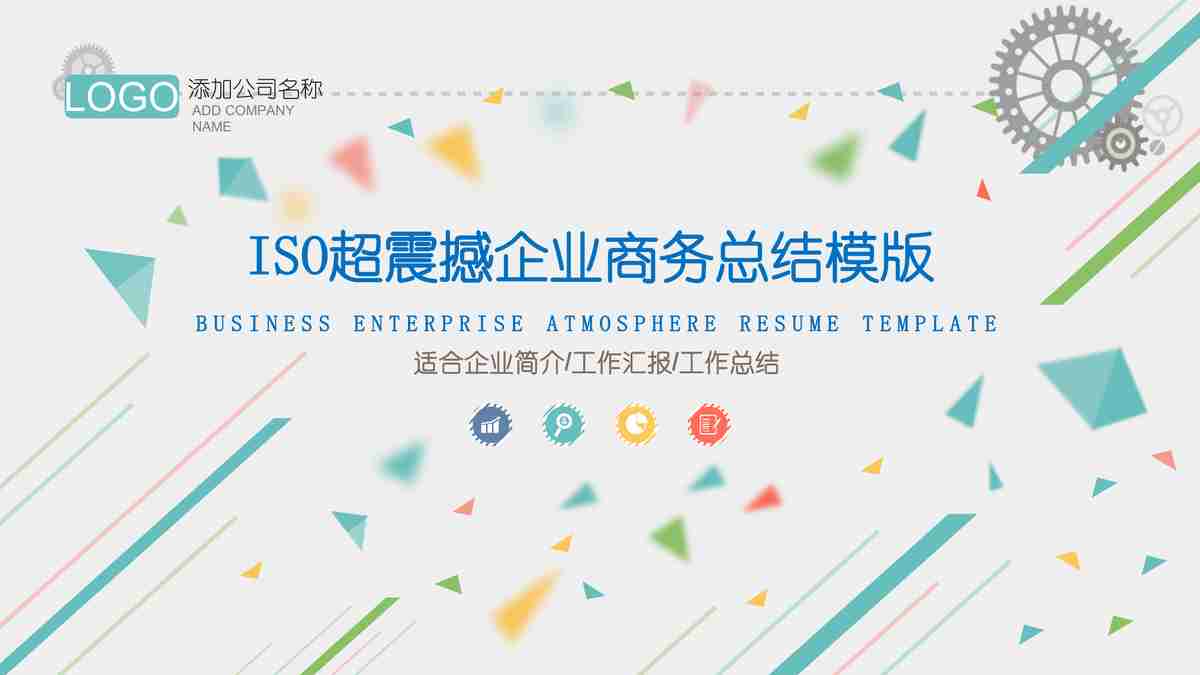 LOGO
添加公司名称
ADD COMPANY
NAME
ISO超震撼企业商务总结模版
BUSINESS ENTERPRISE ATMOSPHERE RESUME TEMPLATE
适合企业简介/工作汇报/工作总结